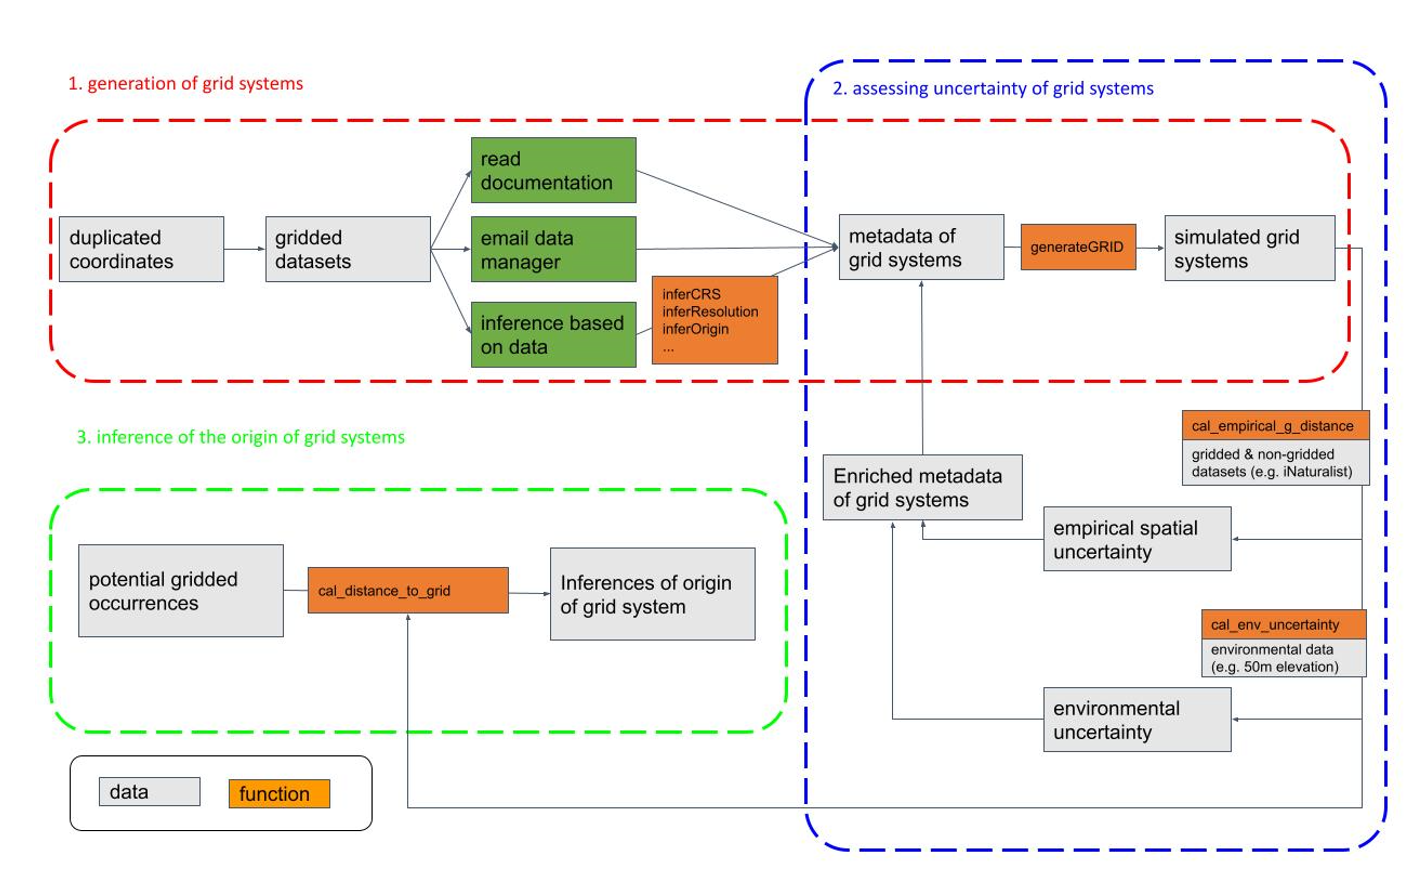 1. generation of grid systems
2. assessing uncertainty of grid systems
duplicated
coordinates
gridded
datasets
read
documentation
email data
manager
inference based
on data
inferCRS
inferResolution
inferOrigin
...
metadata of
grid systems
generateGRID
simulated grid
systems
3. inference of the origin of grid systems
cal_empirical_g_distance
gridded & non-gridded
datasets (e.g. iNaturalist)
Enriched metadata
of grid systems
empirical spatial
uncertainty
potential gridded
occurrences
cal_distance_to_grid
Inferences of origin
of grid system
cal_env_uncertainty
environmental data
(e.g. 50m elevation)
environmental
uncertainty
data
function